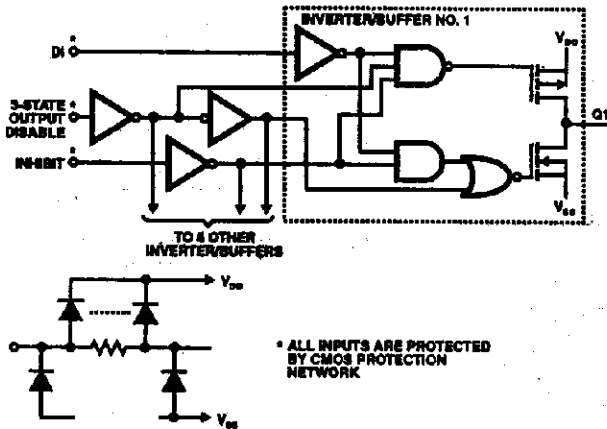 INVERTER/BUFFER NO. 1
*
DI
VDD
3-STATE *
OUTPUT
DISABLE
Q1
*
INHIBIT
VSS
TO 5 OTHER
INVERTER/BUFFERS
VDD
* ALL INPUTS ARE PROTECTED
BY CMOS PROTECTION
NETWORK
VSS